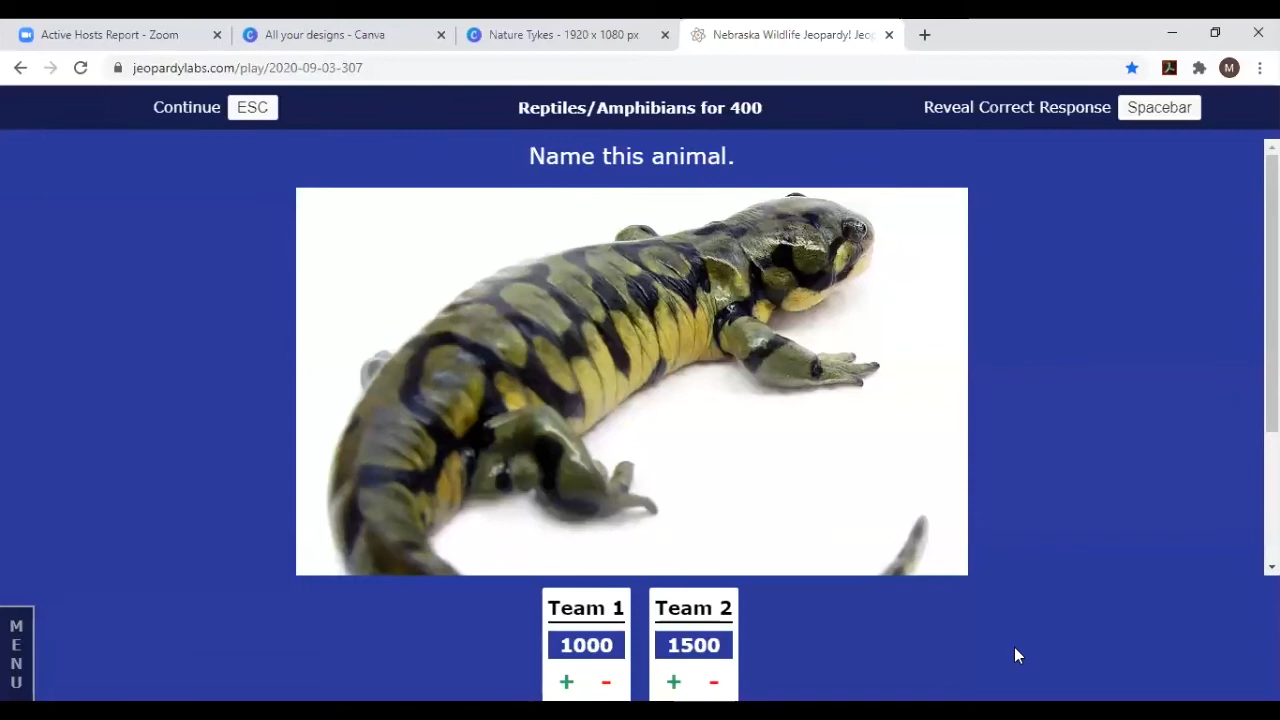 Active Hosts Report - Zoom
All your designs - Canva
Nature Tykes - 1920 x 1080 px
Nebraska Wildlife Jeopardy! Jeop
jeopardylabs.com/play/2020-09-03-307
M
Continue ESC
Reptiles/Amphibians for 400
Reveal Correct Response Spacebar
Name this animal.
MENU
Team 1
1000
+ -
Team 2
1500
+ -